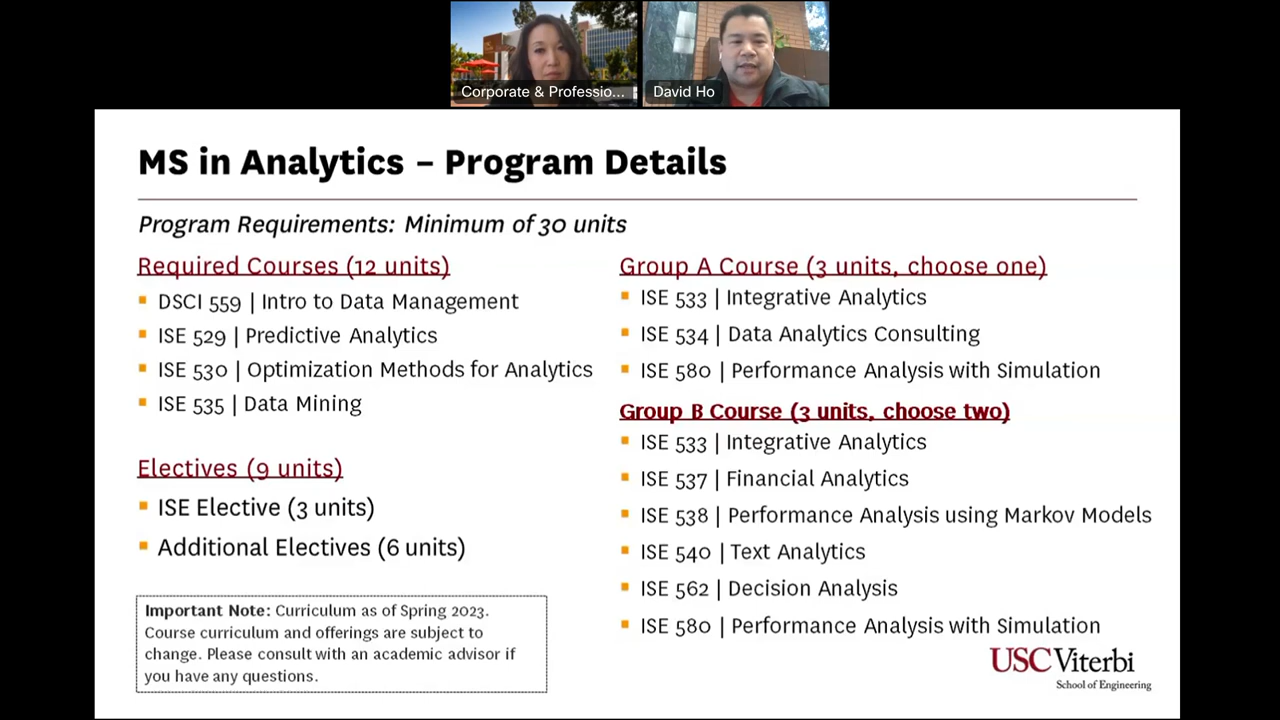 Corporate & Professio...
David Ho
MS in Analytics – Program Details
Program Requirements: Minimum of 30 units
Required Courses (12 units)
DSCI 559 | Intro to Data Management
ISE 529 | Predictive Analytics
ISE 530 | Optimization Methods for Analytics
ISE 535 | Data Mining
Electives (9 units)
ISE Elective (3 units)
Additional Electives (6 units)
Important Note: Curriculum as of Spring 2023.
Course curriculum and offerings are subject to
change. Please consult with an academic advisor if
you have any questions.
Group A Course (3 units, choose one)
ISE 533 | Integrative Analytics
ISE 534 | Data Analytics Consulting
ISE 580 | Performance Analysis with Simulation
Group B Course (3 units, choose two)
ISE 533 | Integrative Analytics
ISE 537 | Financial Analytics
ISE 538 | Performance Analysis using Markov Models
ISE 540 | Text Analytics
ISE 562 | Decision Analysis
ISE 580 | Performance Analysis with Simulation
USC Viterbi
School of Engineering